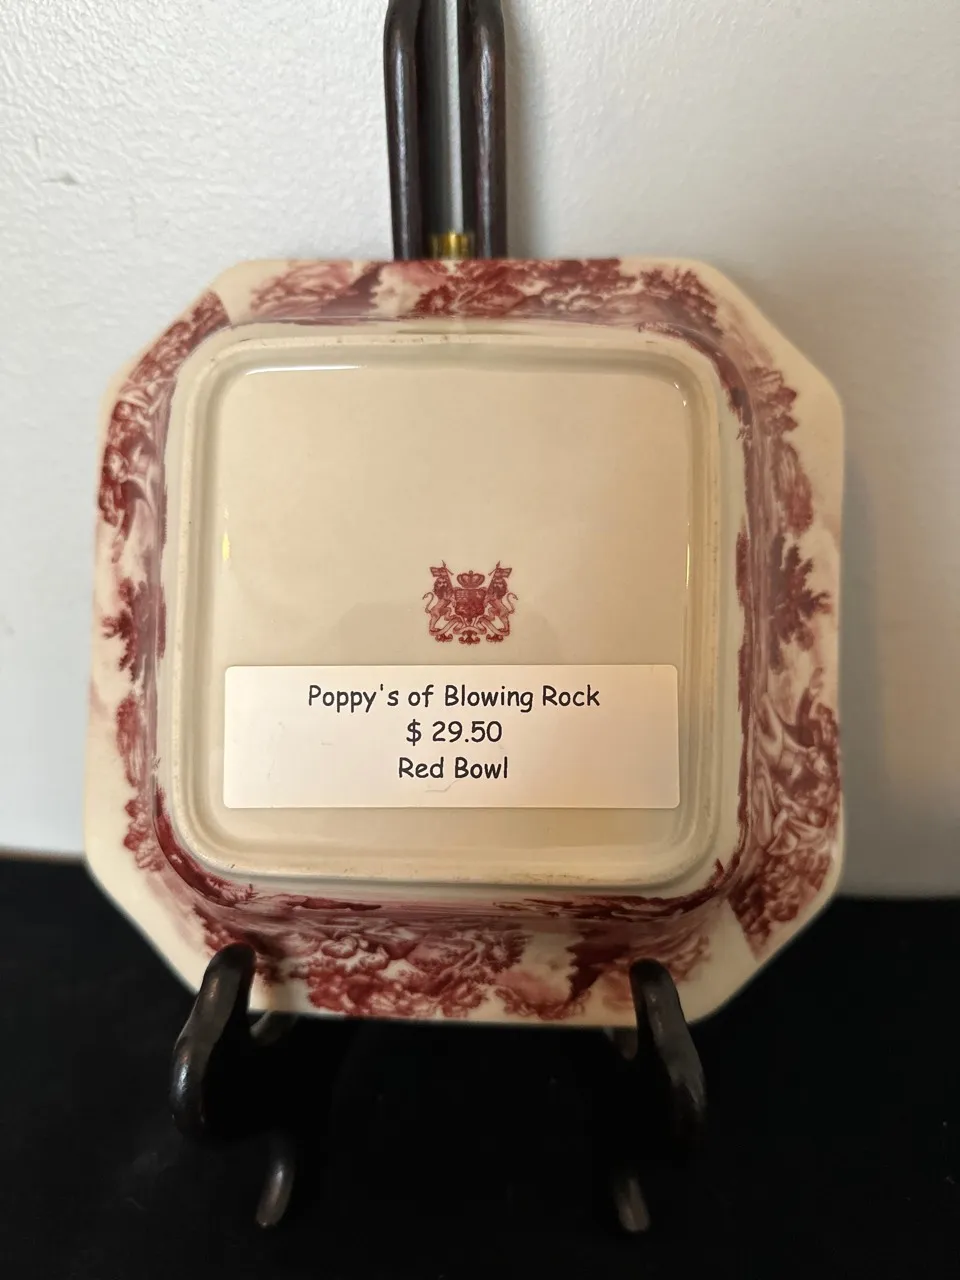 Poppy's of Blowing Rock
$ 29.50
Red Bowl